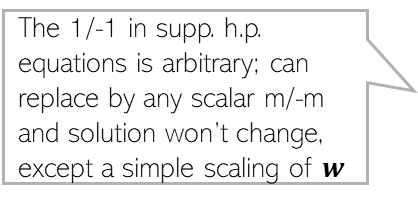 The 1/-1 in supp. h.p.
equations is arbitrary; can
replace by any scalar m/-m
and solution won't change,
except a simple scaling of w